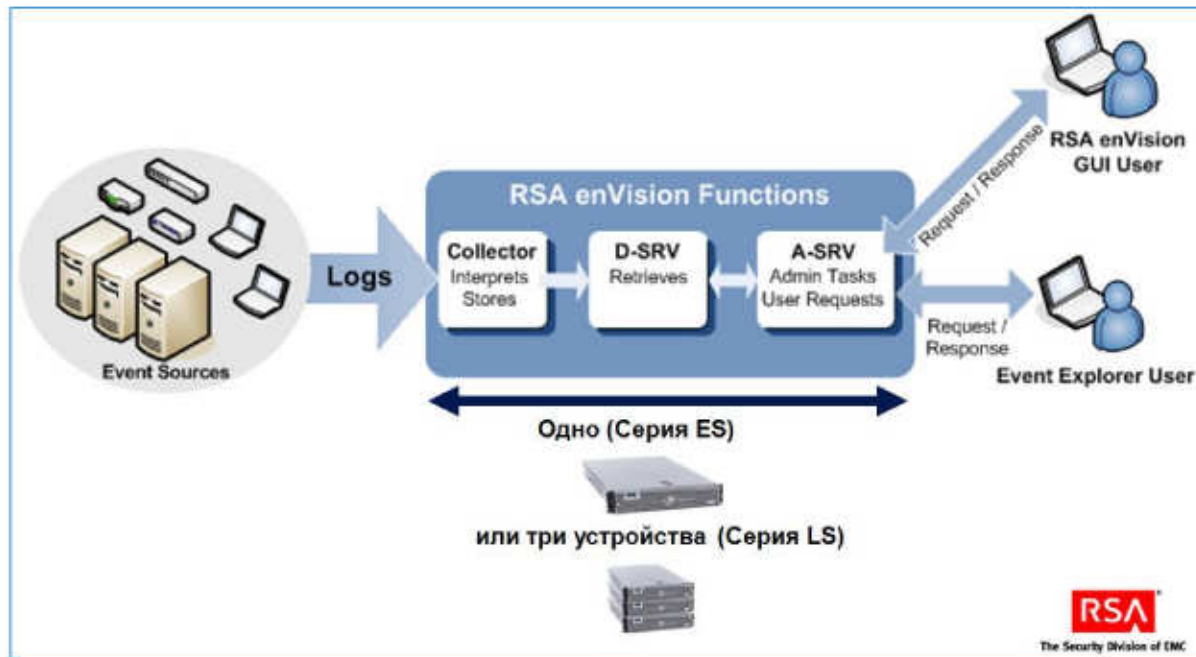 RSA enVision
GUI User
Request / Response
RSA enVision Functions
Collector
Interprets
Stores
D-SRV
Retrieves
A-SRV
Admin Tasks
User Requests
Logs
Event Sources
Request /
Response
Event Explorer User
Одно (Серия ES)
или три устройства (Серия LS)
RSA
The Security Division of EMC